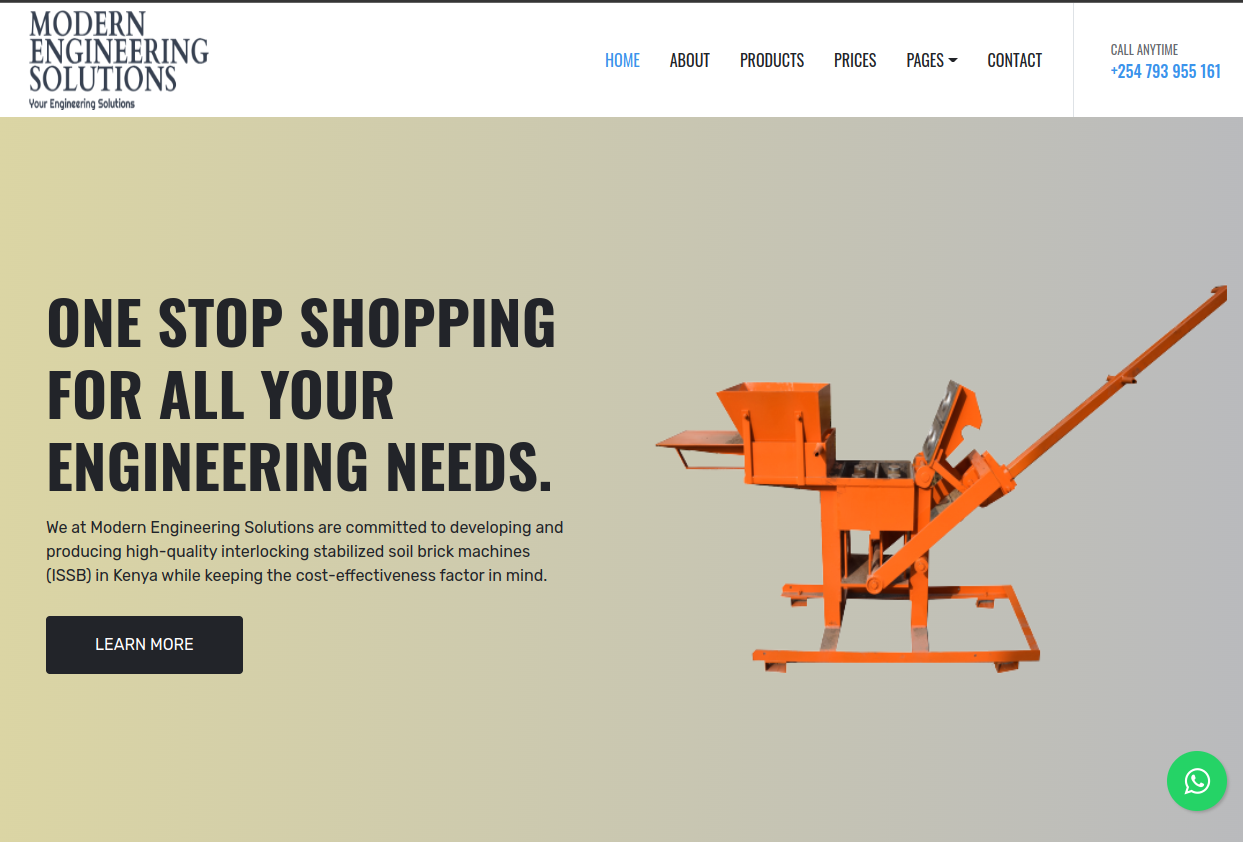 MODERN
ENGINEERING
SOLUTIONS
Your Engineering Solutions
HOME ABOUT PRODUCTS PRICES PAGES CONTACT
CALL ANYTIME
+254 793 955 161
ONE STOP SHOPPING
FOR ALL YOUR
ENGINEERING NEEDS.
We at Modern Engineering Solutions are committed to developing and
producing high-quality interlocking stabilized soil brick machines
(ISSB) in Kenya while keeping the cost-effectiveness factor in mind.
LEARN MORE